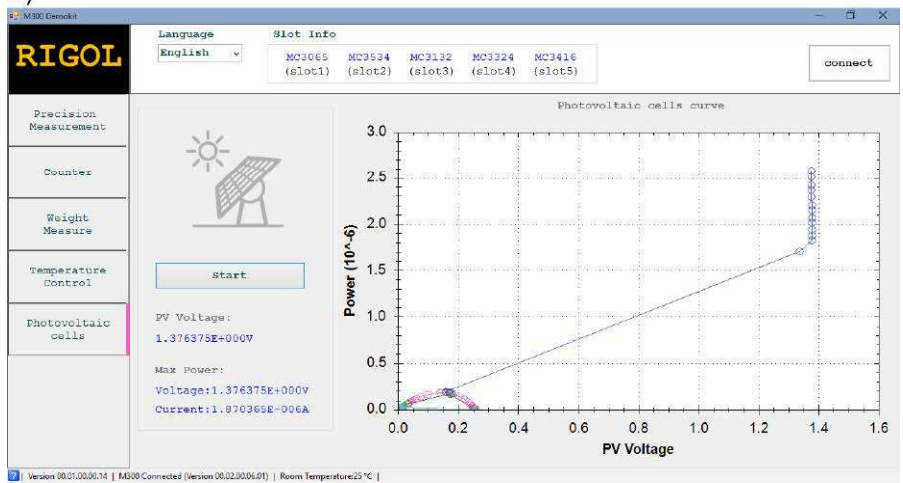 M300 Demokit
RIGOL
Language
English
Slot Info
MC3065 MC3534 MC3132 MC3324 MC3416
(slot1) (slot2) (slot3) (slot4) (slot5)
connect
Precision
Measurement
Counter
Weight
Measure
Temperature
Control
Photovoltaic
cells
Start
PV Voltage:
1.376375E+000V
Max Power:
Voltage:1.376375E+000V
Current:1.870365E-006A
Photovoltaic cells curve
3.0
2.5
2.0
1.5
1.0
0.5
0.0
Power (10^-6)
0.0 0.2 0.4 0.6 0.8 1.0 1.2 1.4 1.6
PV Voltage
Version 00.01.00.00.14 | M300 Connected (Version 00.02.00.06.01) | Room Temperature:25 °C |